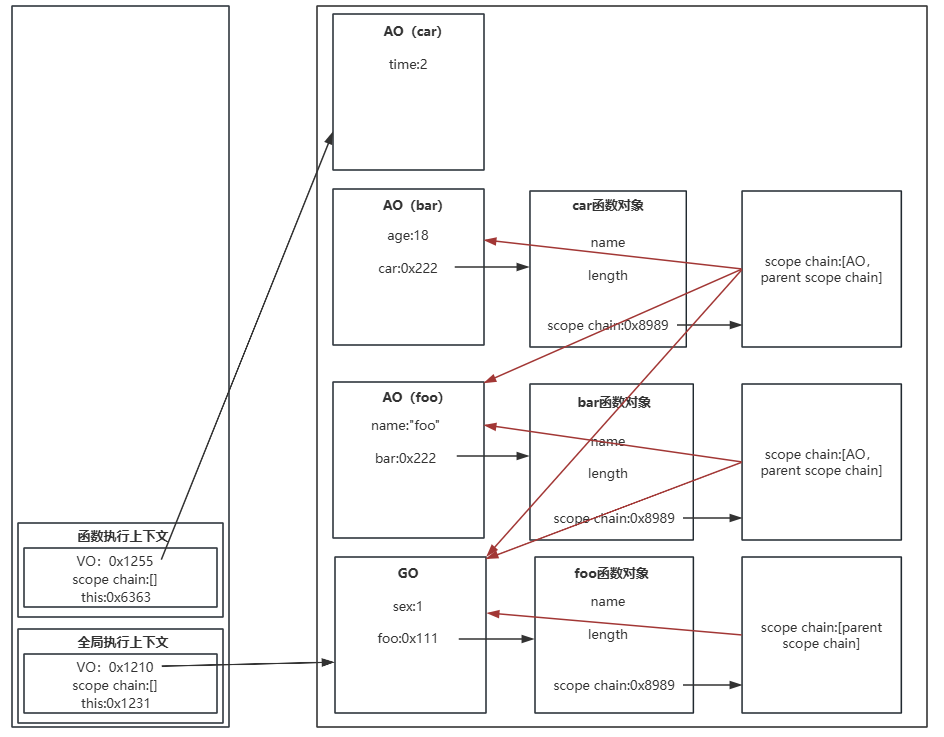 AO（car）
time:2
AO（bar）
age:18
car:0x222
car函数对象
name
length
scope chain:0x8989
scope chain:[AO，
parent scope chain]
AO（foo）
name:"foo"
bar:0x222
bar函数对象
name
length
scope chain:0x8989
scope chain:[AO，
parent scope chain]
函数执行上下文
VO：0x1255
scope chain:[]
this:0x6363
全局执行上下文
VO：0x1210
scope chain:[]
this:0x1231
GO
sex:1
foo:0x111
foo函数对象
name
length
scope chain:0x8989
scope chain:[parent
scope chain]